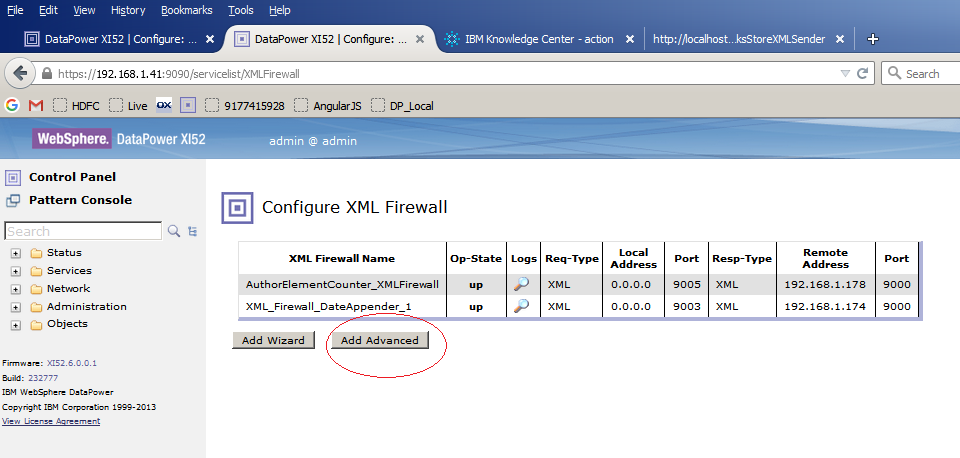 File Edit View History Bookmarks Tools Help
DataPower XI52 | Configure: ... × DataPower XI52 | Configure: ... × IBM Knowledge Center - action × http://localhost...ksStoreXMLSender × +
https://192.168.1.41:9090/servicelist/XMLFirewall Search
HDFC Live OX 9177415928 AngularJS DP_Local
WebSphere. DataPower XI52 admin @ admin
Control Panel
Pattern Console
Search
Status
Services
Network
Administration
Objects
Firmware: XI52.6.0.0.1
Build: 232777
IBM WebSphere DataPower
Copyright IBM Corporation 1999-2013
View License Agreement
Configure XML Firewall
XML Firewall Name Op-State Logs Req-Type Local Address Port Resp-Type Remote Address Port
AuthorElementCounter_XMLFirewall up XML 0.0.0.0 9005 XML 192.168.1.178 9000
XML_Firewall_DateAppender_1 up XML 0.0.0.0 9003 XML 192.168.1.174 9000
Add Wizard Add Advanced